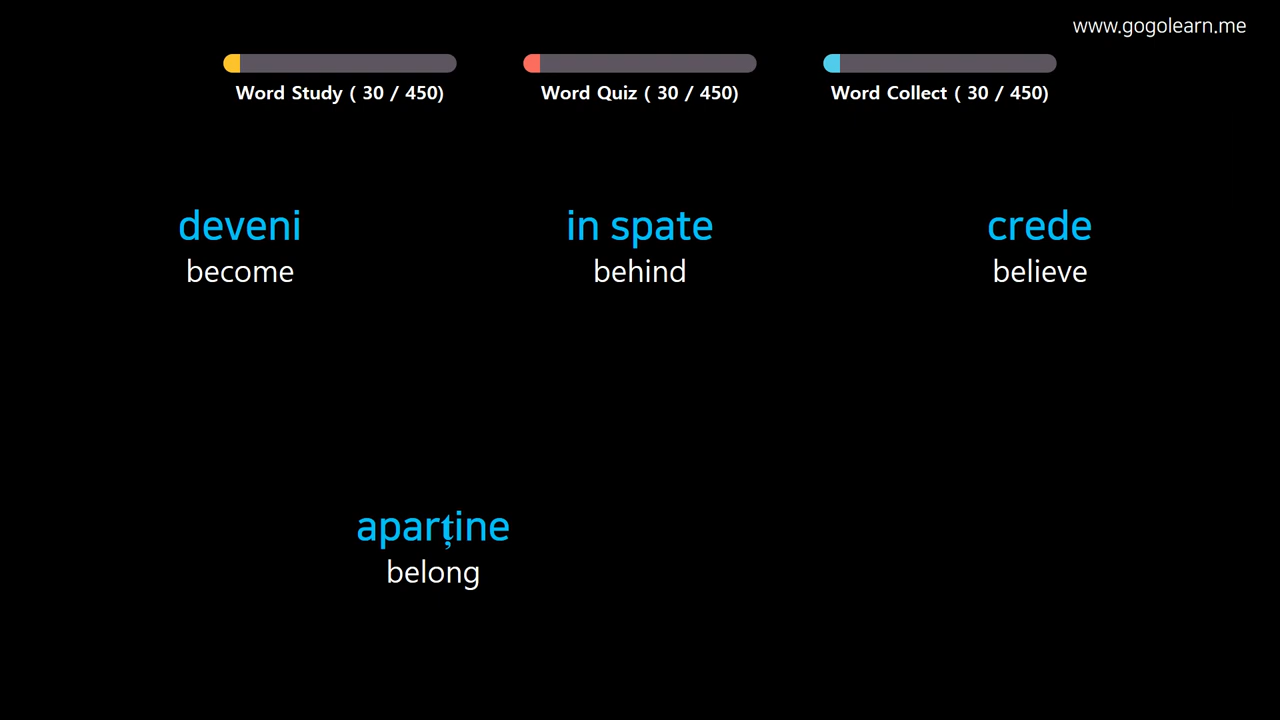 www.gogolearn.me
Word Study ( 30 / 450)
Word Quiz ( 30 / 450)
Word Collect ( 30 / 450)
deveni
become
in spate
behind
crede
believe
aparține
belong